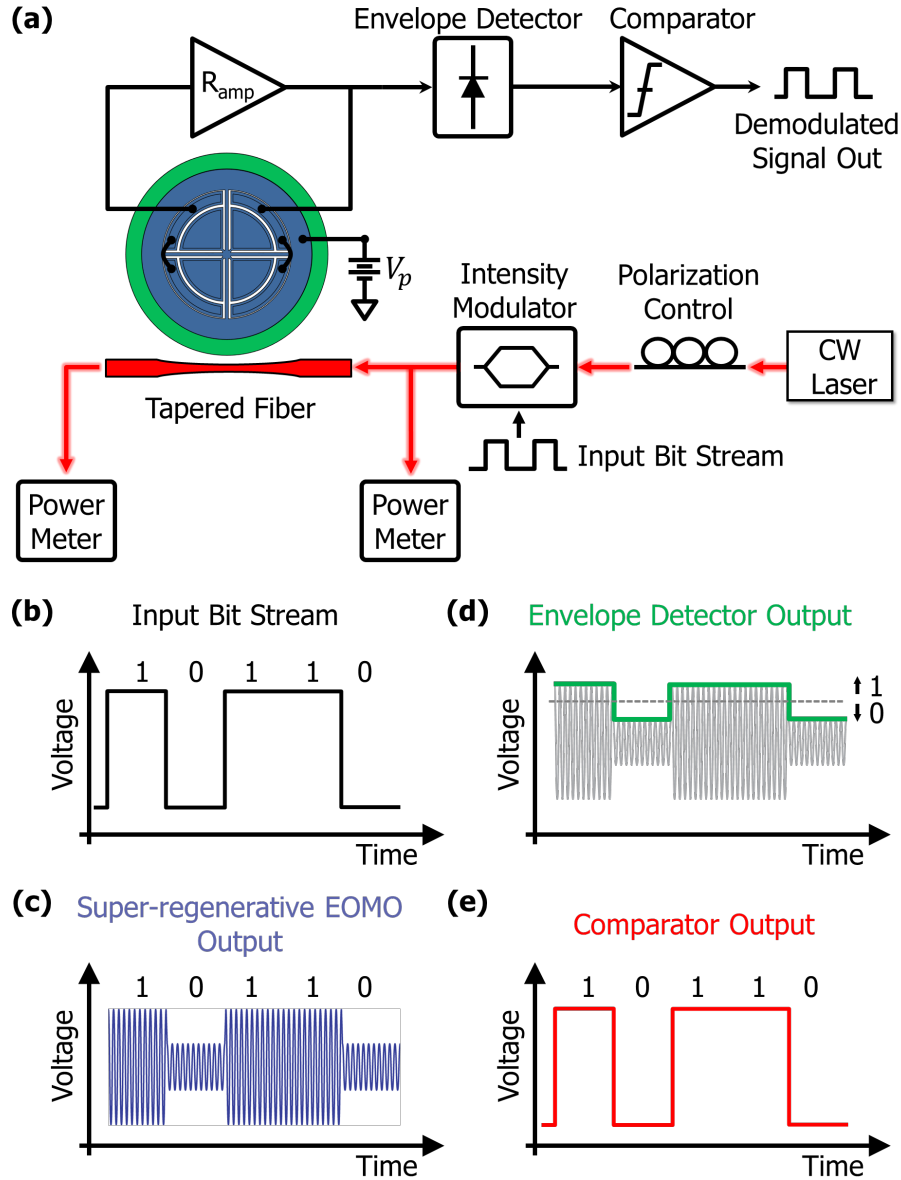 (a)
Envelope Detector
Comparator
R_amp
Demodulated
Signal Out
V_p
Intensity
Modulator
Polarization
Control
CW
Laser
Tapered Fiber
Input Bit Stream
Power
Meter
Power
Meter
(b)
Input Bit Stream
1 0 1 1 0
Voltage
Time
(d)
Envelope Detector Output
1
0
Voltage
Time
(c)
Super-regenerative EOMO
Output
1 0 1 1 0
Voltage
Time
(e)
Comparator Output
1 0 1 1 0
Voltage
Time